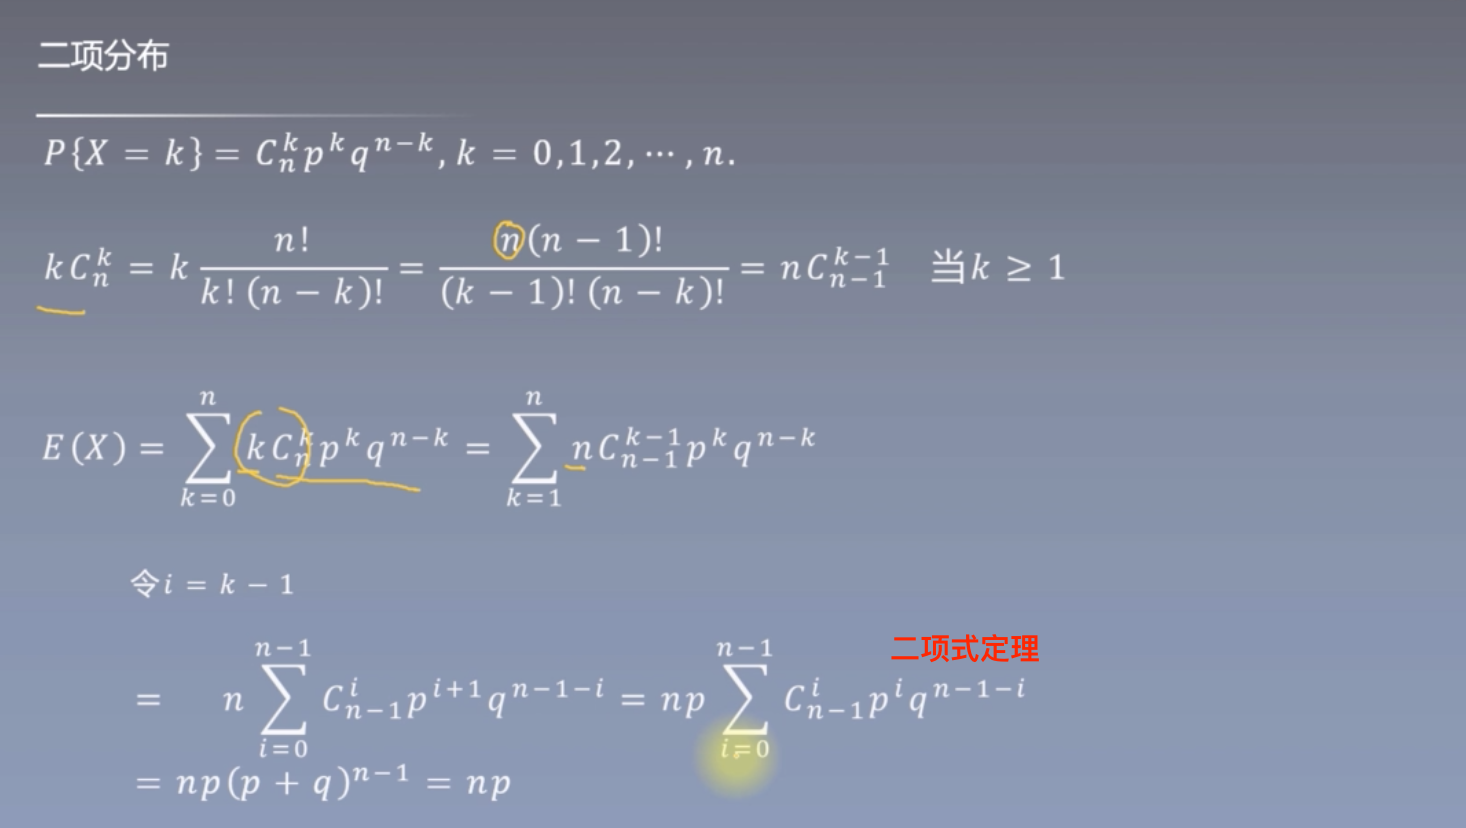 二项分布
P{X = k} = C_n^k p^k q^{n-k}, k = 0,1,2, ⋯ , n.
kC_n^k = k \frac{n!}{k!(n-k)!} = \frac{n(n-1)!}{(k-1)!(n-k)!} = nC_{n-1}^{k-1} 当k ≥ 1
E(X) = \sum_{k=0}^{n} kC_n^k p^k q^{n-k} = \sum_{k=1}^{n} nC_{n-1}^{k-1} p^k q^{n-k}
令i = k − 1
二项式定理
= n \sum_{i=0}^{n-1} C_{n-1}^i p^{i+1} q^{n-1-i} = np \sum_{i=0}^{n-1} C_{n-1}^i p^i q^{n-1-i}
= np(p + q)^{n-1} = np